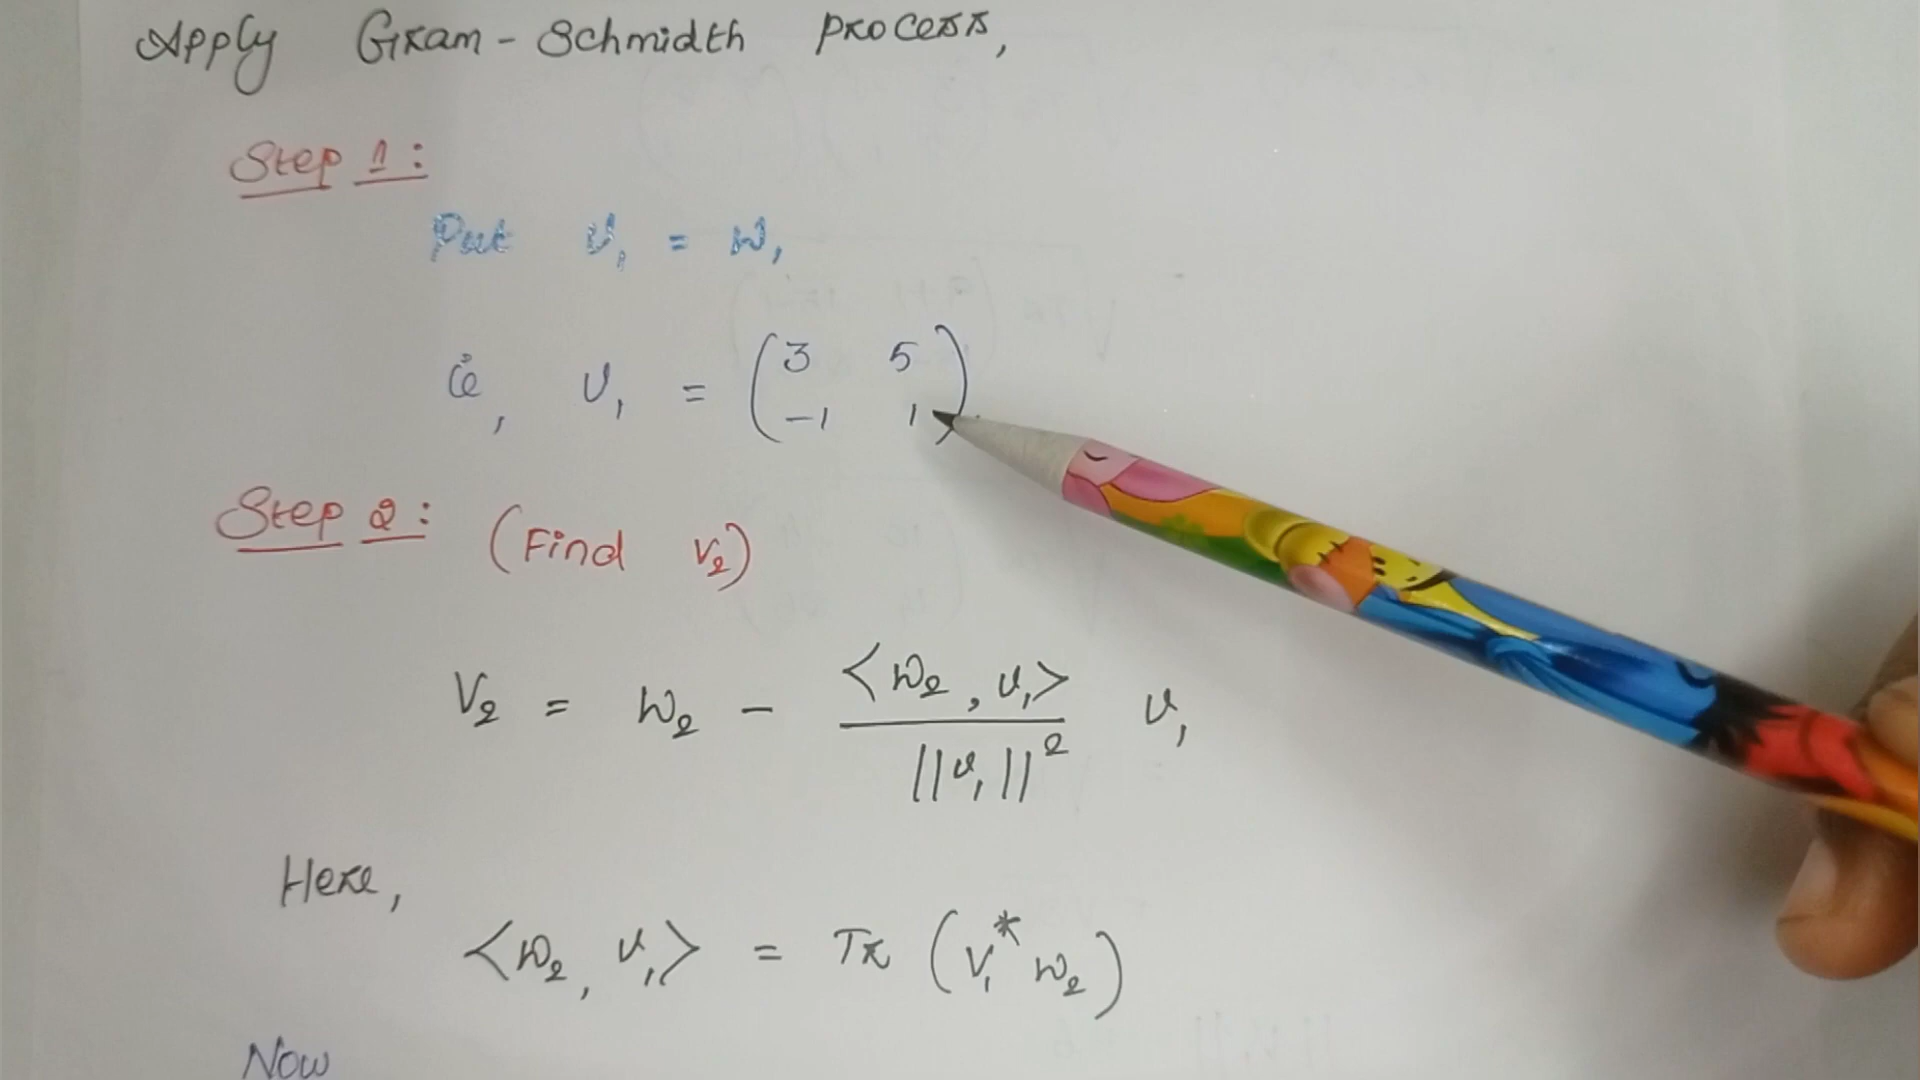 Apply Gram-Schmidth process,
Step 1:
Put v₁ = w₁
ie, v₁ = (3 5
-1 1)
Step 2: (Find v₂)
v₂ = w₂ - <w₂, v₁> / ||v₁||² v₁
Here,
<w₂, v₁> = Tr (v₁* w₂)
Now